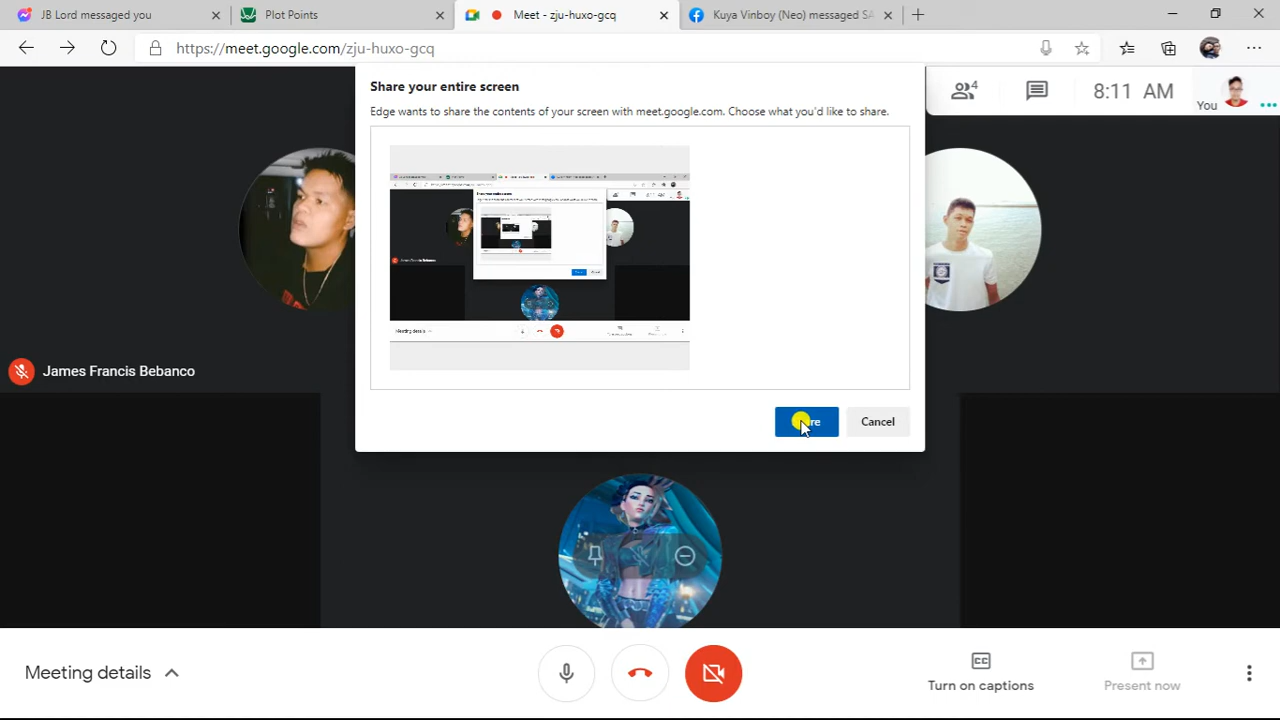 JB Lord messaged you
Plot Points
Meet - zju-huxo-gcq
Kuya Vinboy (Neo) messaged SA
https://meet.google.com/zju-huxo-gcq
Share your entire screen
Edge wants to share the contents of your screen with meet.google.com. Choose what you'd like to share.
4
8:11 AM
You
Cancel
James Francis Bebanco
Meeting details
CC
Turn on captions
Present now